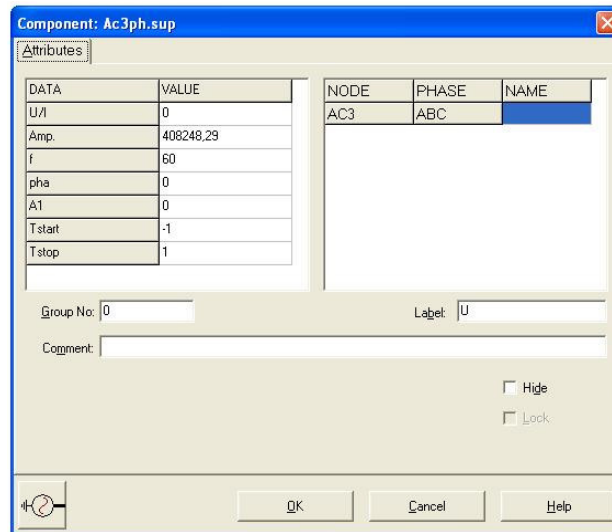 Component: Ac3ph.sup
Attributes
DATA VALUE
U/I 0
Amp. 408248,29
f 60
pha 0
A1 0
Tstart -1
Tstop 1
NODE PHASE NAME
AC3 ABC
Group No: 0
Label: U
Comment:
Hide
Lock
OK
Cancel
Help